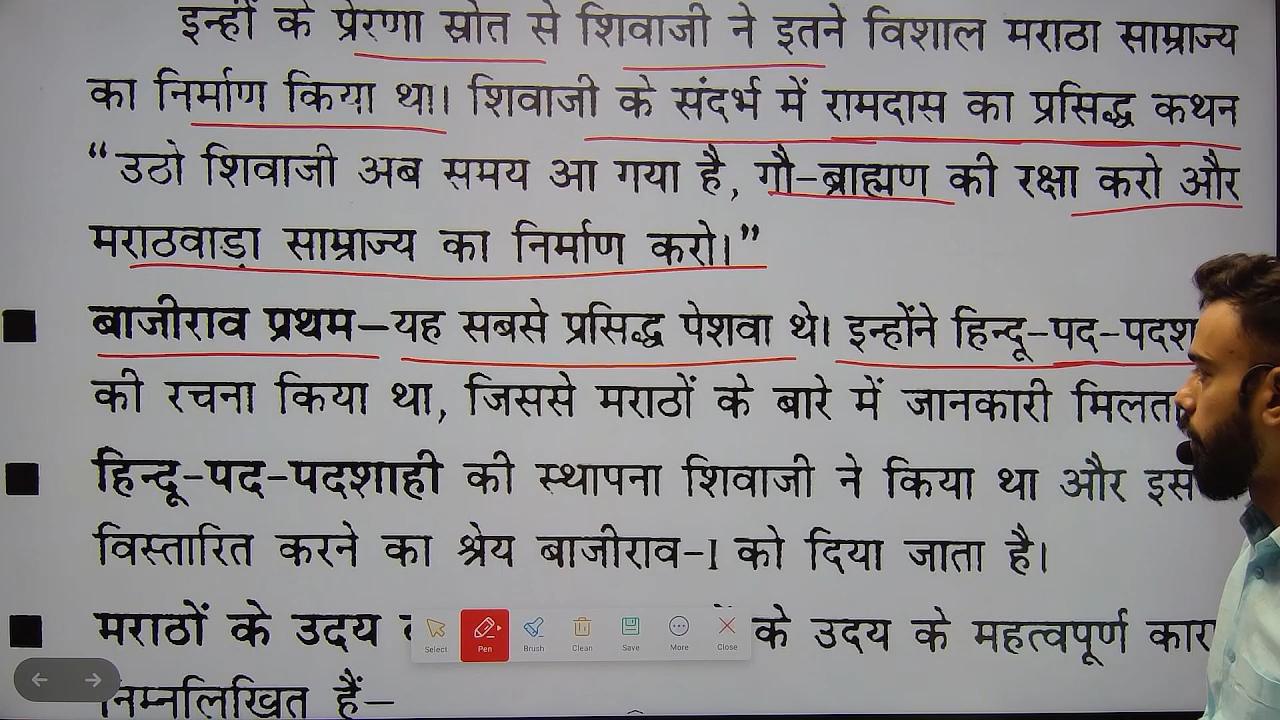 इन्हीं के प्रेरणा स्रोत से शिवाजी ने इतने विशाल मराठा साम्राज्य
का निर्माण किया था। शिवाजी के संदर्भ में रामदास का प्रसिद्ध कथन
“उठो शिवाजी अब समय आ गया है, गौ-ब्राह्मण की रक्षा करो और
मराठवाड़ा साम्राज्य का निर्माण करो।”
■ बाजीराव प्रथम–यह सबसे प्रसिद्ध पेशवा थे। इन्होंने हिन्दू-पद-पदश
की रचना किया था, जिससे मराठों के बारे में जानकारी
■ हिन्दू-पद-पदशाही की स्थापना शिवाजी ने किया था और
विस्तारित करने का श्रेय बाजीराव-I को दिया जाता है।
■ मराठों के उदय के उदय के महत्वपूर्ण
निम्नलिखित हैं–
Select Pen Brush Clean Save More Close